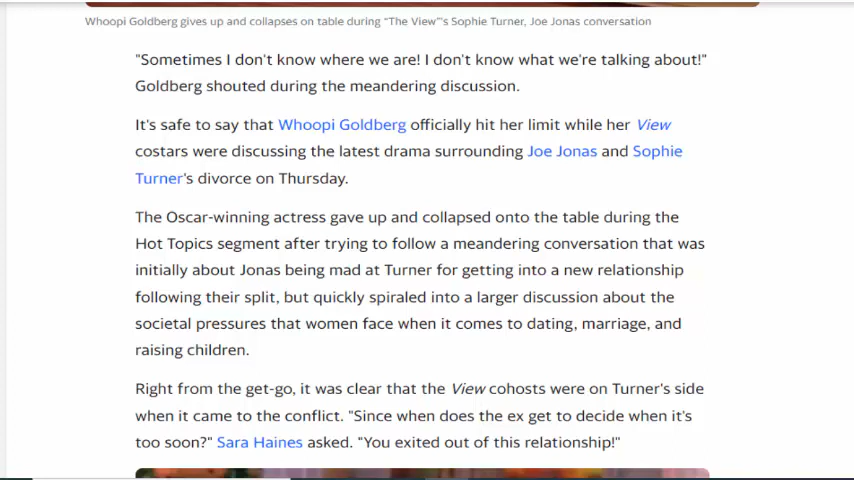 Whoopi Goldberg gives up and collapses on table during "The View"'s Sophie Turner, Joe Jonas conversation
"Sometimes I don't know where we are! I don't know what we're talking about!"
Goldberg shouted during the meandering discussion.
It's safe to say that Whoopi Goldberg officially hit her limit while her View
costars were discussing the latest drama surrounding Joe Jonas and Sophie
Turner's divorce on Thursday.
The Oscar-winning actress gave up and collapsed onto the table during the
Hot Topics segment after trying to follow a meandering conversation that was
initially about Jonas being mad at Turner for getting into a new relationship
following their split, but quickly spiraled into a larger discussion about the
societal pressures that women face when it comes to dating, marriage, and
raising children.
Right from the get-go, it was clear that the View cohosts were on Turner's side
when it came to the conflict. "Since when does the ex get to decide when it's
too soon?" Sara Haines asked. "You exited out of this relationship!"